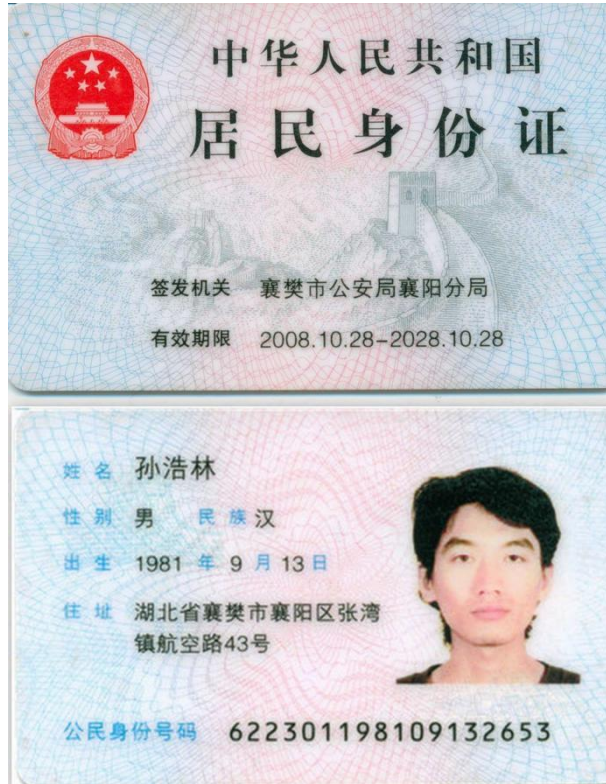 中华人民共和国
居民身份证
签发机关 襄樊市公安局襄阳分局
有效期限 2008.10.28-2028.10.28
姓名 孙浩林
性别 男 民族 汉
出生 1981 年 9 月 13 日
住址 湖北省襄樊市襄阳区张湾
镇航空路43号
公民身份号码 622301198109132653